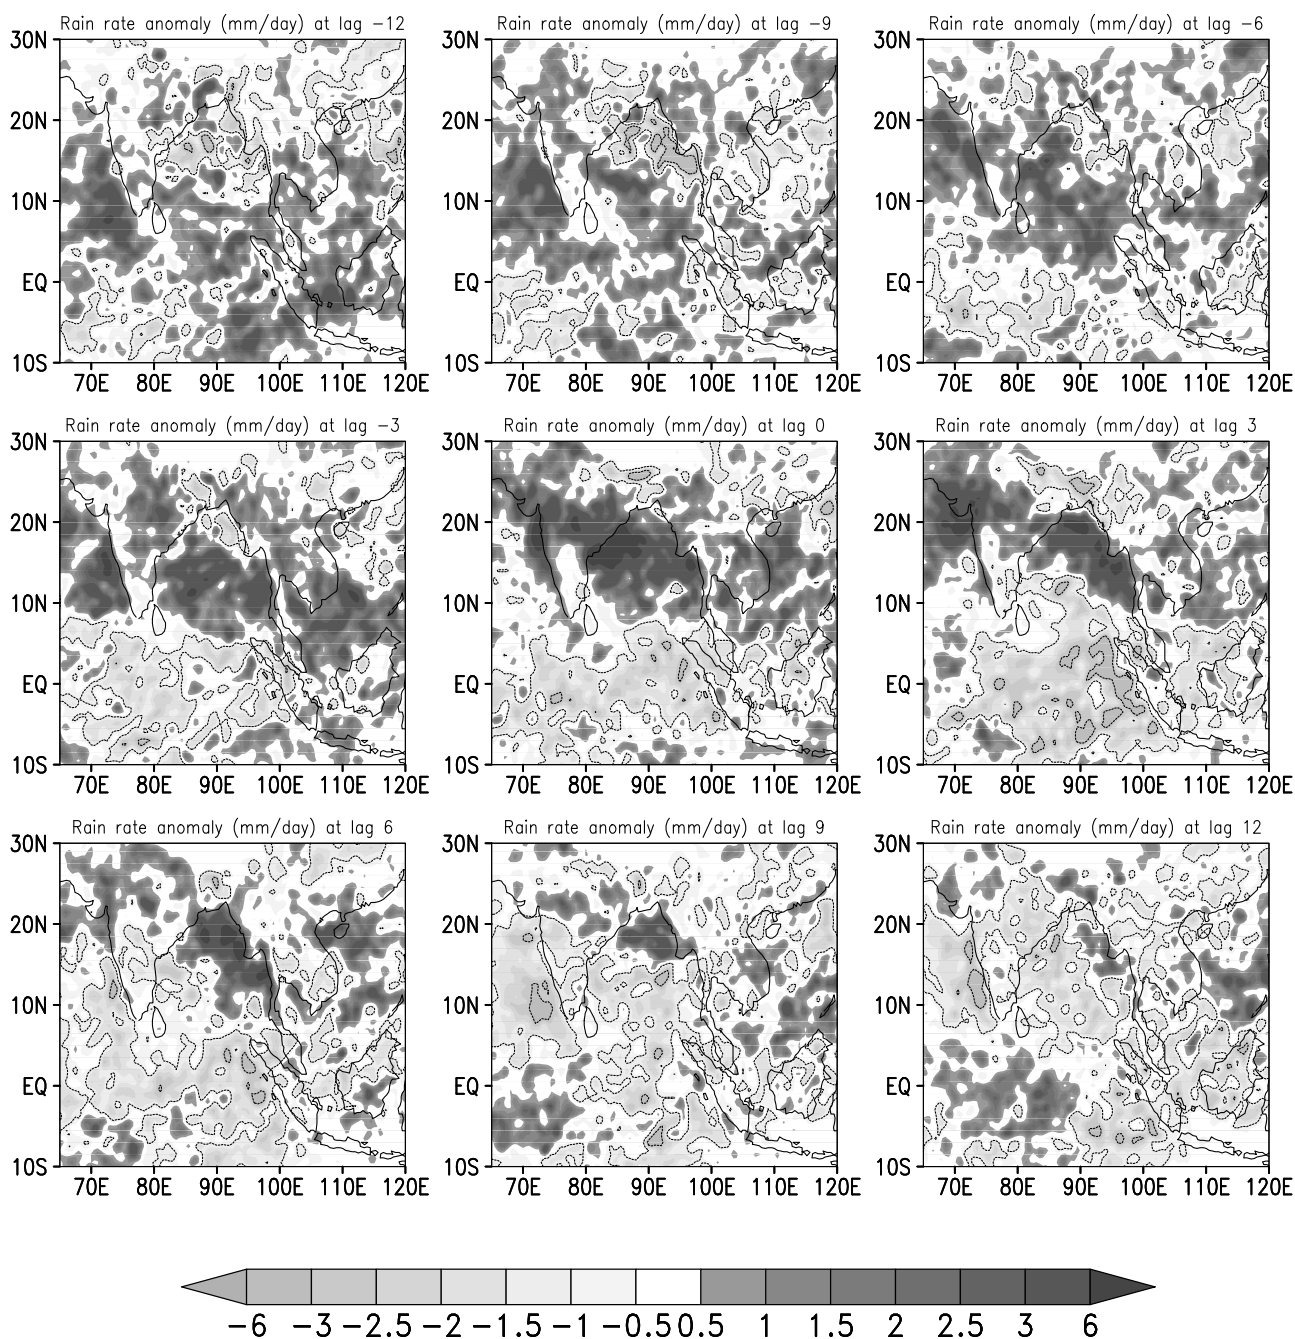 Rain rate anomaly (mm/day) at lag −12
Rain rate anomaly (mm/day) at lag −9
Rain rate anomaly (mm/day) at lag −6
30N
20N
10N
EQ
10S
70E 80E 90E 100E 110E 120E
30N
20N
10N
EQ
10S
70E 80E 90E 100E 110E 120E
30N
20N
10N
EQ
10S
70E 80E 90E 100E 110E 120E
Rain rate anomaly (mm/day) at lag −3
Rain rate anomaly (mm/day) at lag 0
Rain rate anomaly (mm/day) at lag 3
30N
20N
10N
EQ
10S
70E 80E 90E 100E 110E 120E
30N
20N
10N
EQ
10S
70E 80E 90E 100E 110E 120E
30N
20N
10N
EQ
10S
70E 80E 90E 100E 110E 120E
Rain rate anomaly (mm/day) at lag 6
Rain rate anomaly (mm/day) at lag 9
Rain rate anomaly (mm/day) at lag 12
30N
20N
10N
EQ
10S
70E 80E 90E 100E 110E 120E
30N
20N
10N
EQ
10S
70E 80E 90E 100E 110E 120E
30N
20N
10N
EQ
10S
70E 80E 90E 100E 110E 120E
−6 −3 −2.5 −2 −1.5 −1 −0.5 0.5 1 1.5 2 2.5 3 6